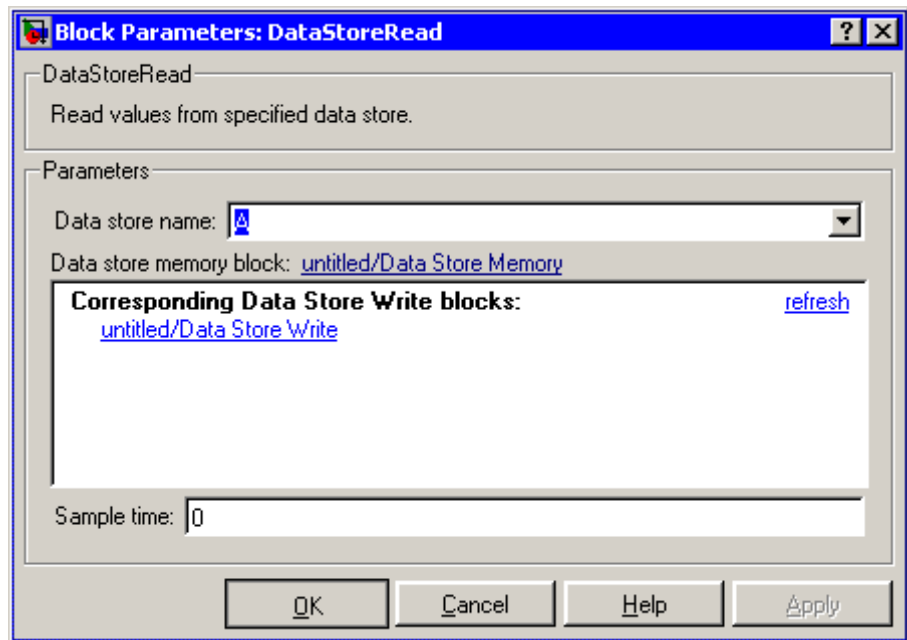 Block Parameters: DataStoreRead
DataStoreRead
Read values from specified data store.
Parameters
Data store name: A
Data store memory block: untitled/Data Store Memory
Corresponding Data Store Write blocks: refresh
untitled/Data Store Write
Sample time: 0
OK Cancel Help Apply